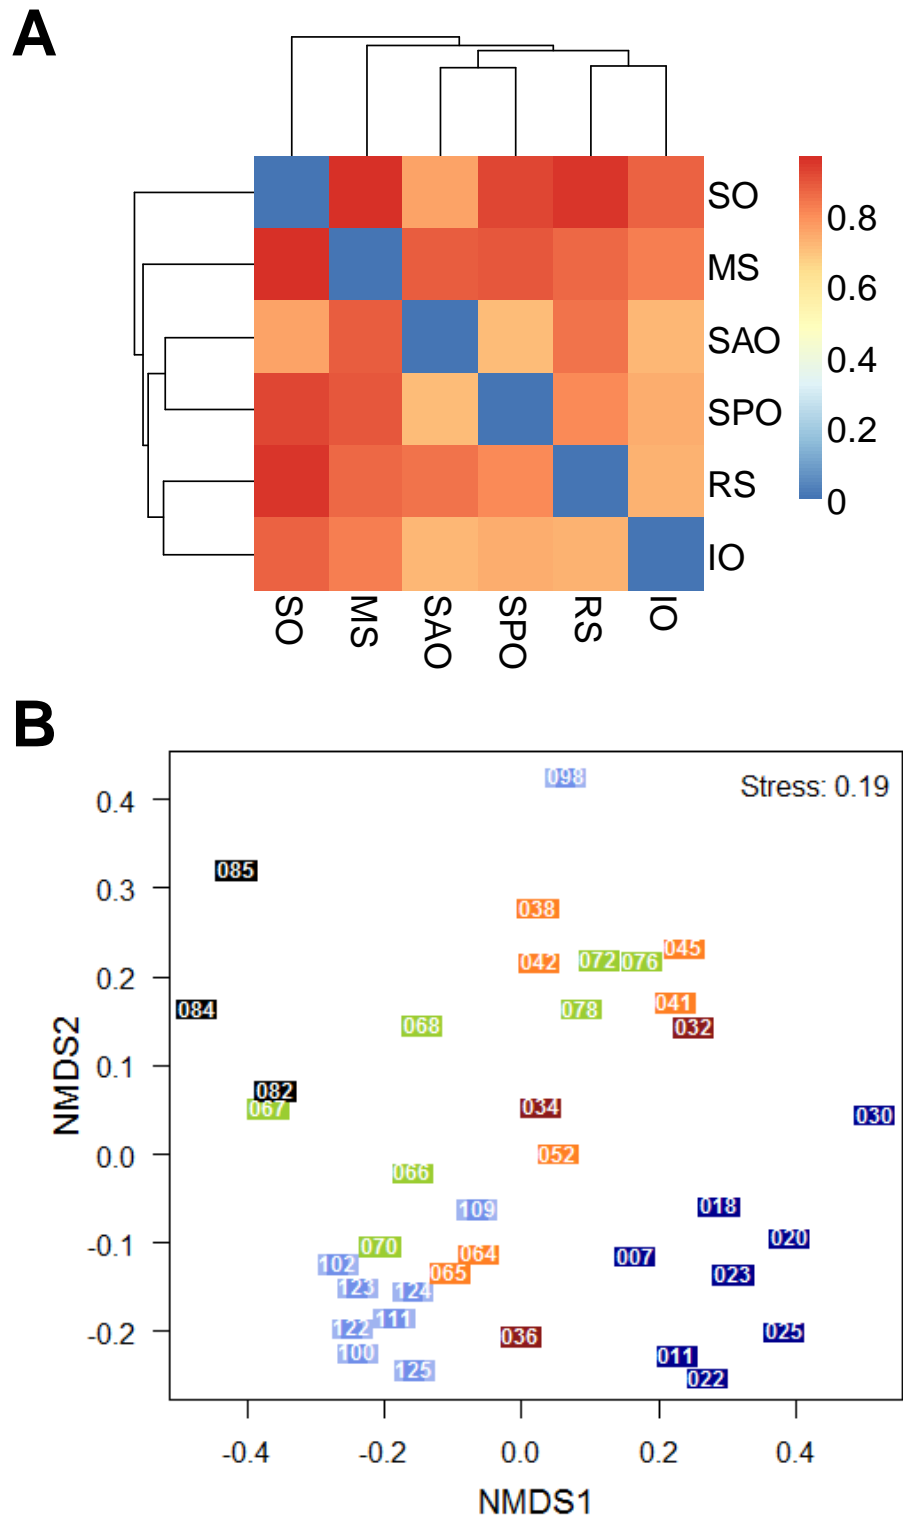 A
SO
MS
SAO
SPO
RS
IO
0.8
0.6
0.4
0.2
0
SO MS SAO SPO RS IO
B
Stress: 0.19
NMDS2
0.4
0.3
0.2
0.1
0.0
-0.1
-0.2
098
085
038
045
042 072 076
084 078 041
068 032
082
067 034 030
052
066
109 018
070 064 007 020
102 065 023
123 124
111
122 036 025
100 011
125 022
-0.4 -0.2 0.0 0.2 0.4
NMDS1